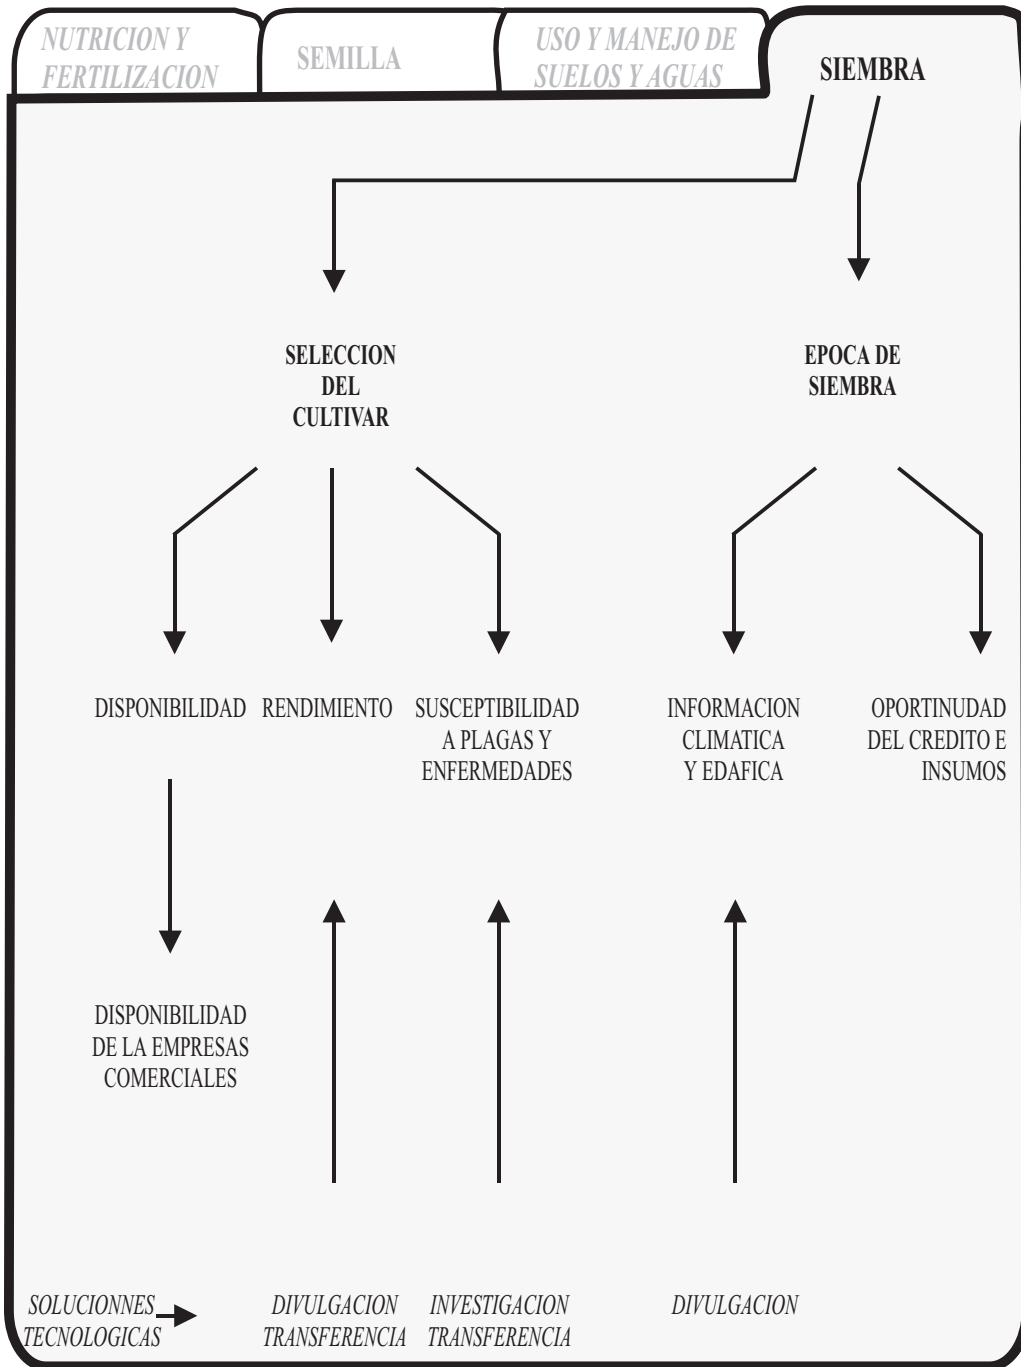 NUTRICION Y
FERTILIZACION
SEMILLA
USO Y MANEJO DE
SUELOS Y AGUAS
SIEMBRA
SELECCION
DEL
CULTIVAR
EPOCA DE
SIEMBRA
DISPONIBILIDAD
RENDIMIENTO
SUSCEPTIBILIDAD
A PLAGAS Y
ENFERMEDADES
INFORMACION
CLIMATICA
Y EDAFICA
OPORTINUDAD
DEL CREDITO E
INSUMOS
DISPONIBILIDAD
DE LA EMPRESAS
COMERCIALES
SOLUCIONNES
TECNOLOGICAS
DIVULGACION
TRANSFERENCIA
INVESTIGACION
TRANSFERENCIA
DIVULGACION